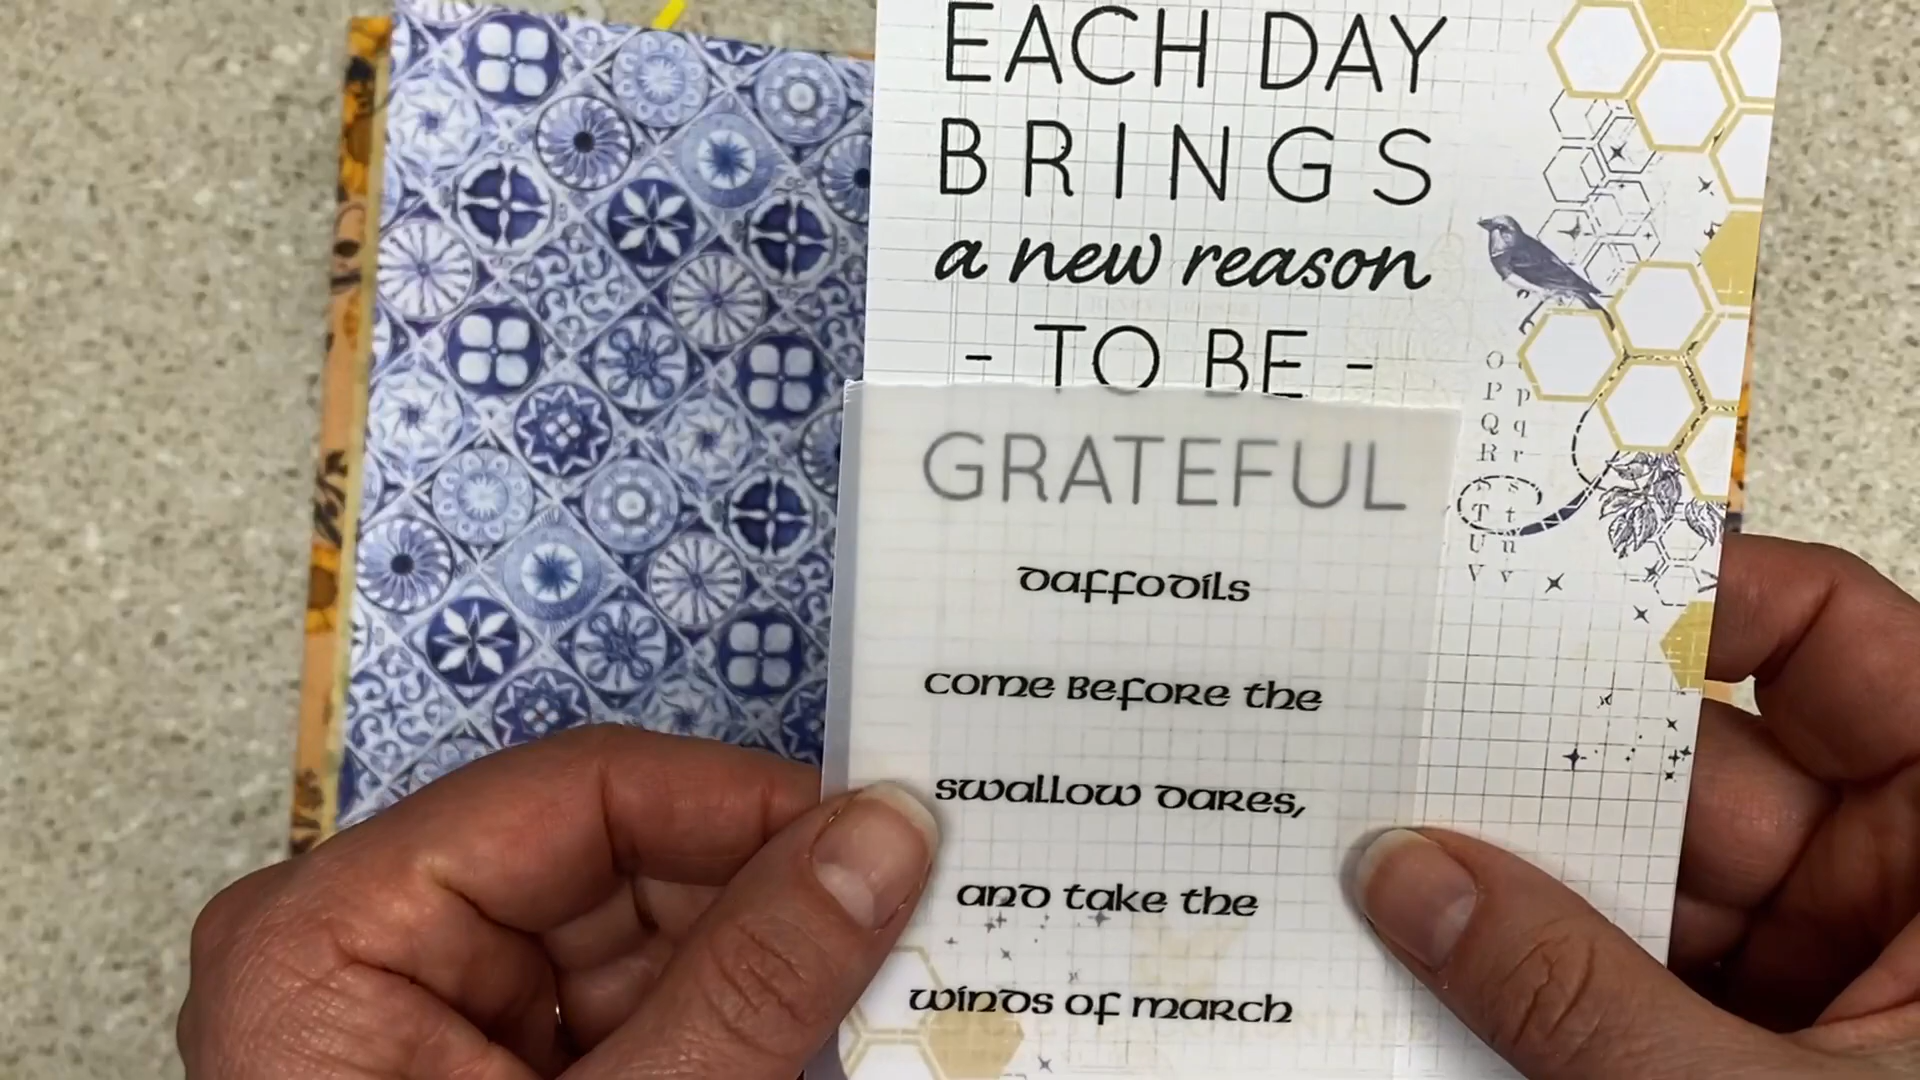 EACH DAY
BRINGS
a new reason
- TO BE -
GRATEFUL
daffodils
come before the
swallow dares,
and take the
winds of march
O
P p
Q q
R r
s
T t
U n
V v